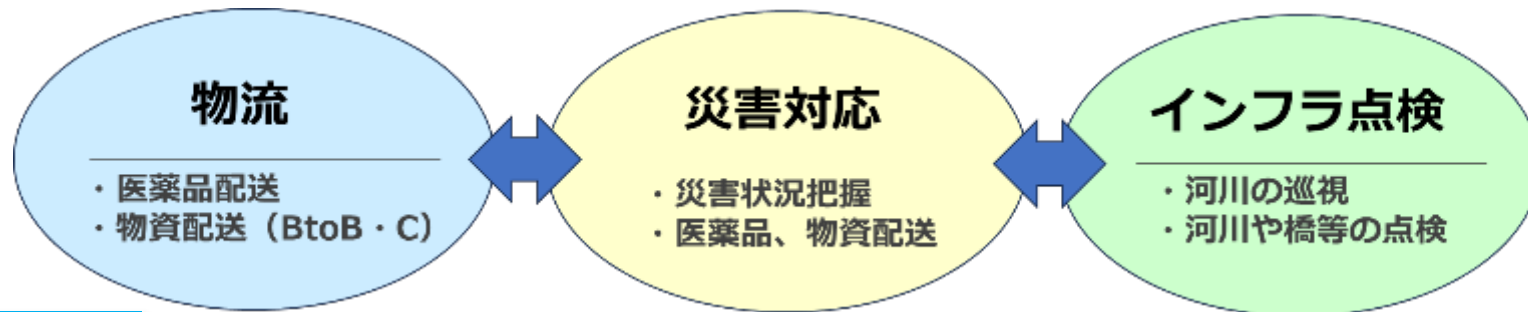 物流
・医薬品配送
・物資配送（BtoB・C）
災害対応
・災害状況把握
・医薬品、物資配送
インフラ点検
・河川の巡視
・河川や橋等の点検